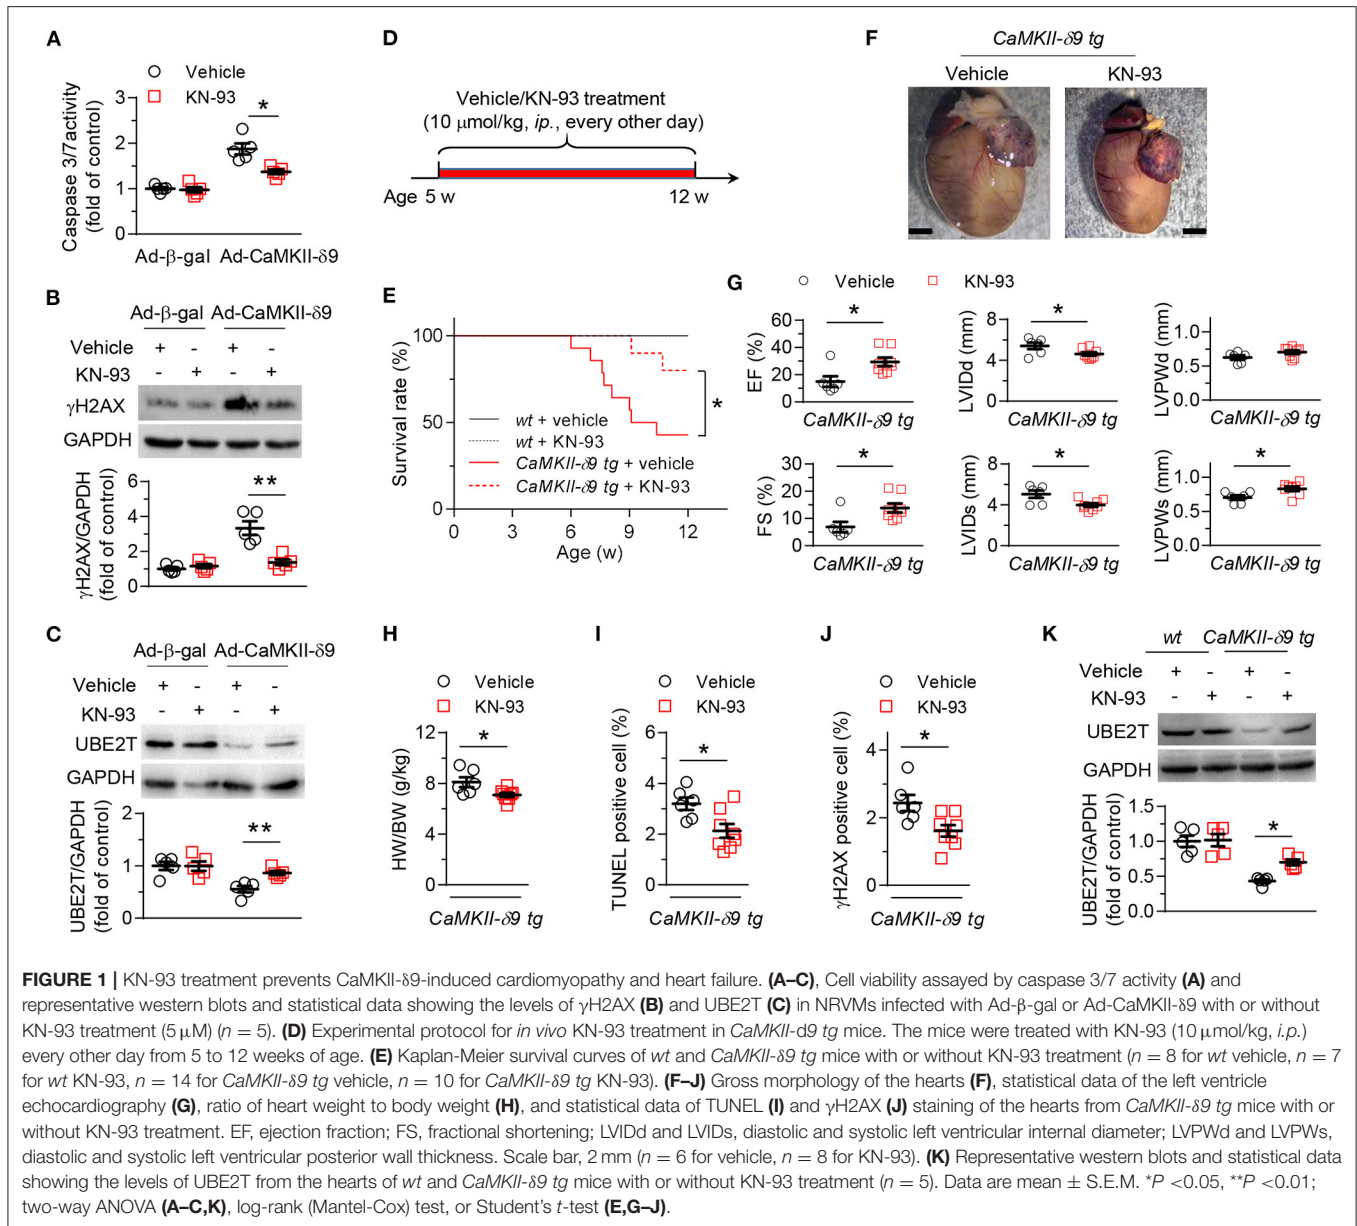 A
Vehicle
KN-93
Caspase 3/7activity
(fold of control)
3
2
1
0
*
Ad-β-gal Ad-CaMKII-δ9
B
Ad-β-gal Ad-CaMKII-δ9
Vehicle + - + -
KN-93 - + - +
γH2AX
GAPDH
γH2AX/GAPDH
(fold of control)
6
4
2
0
**
C
Ad-β-gal Ad-CaMKII-δ9
Vehicle + - + -
KN-93 - + - +
UBE2T
GAPDH
UBE2T/GAPDH
(fold of control)
2
1
0
**
D
Vehicle/KN-93 treatment
(10 μmol/kg, ip., every other day)
Age 5 w 12 w
E
Survival rate (%)
100
50
0
wt + vehicle
wt + KN-93
CaMKII-δ9 tg + vehicle
CaMKII-δ9 tg + KN-93
*
0 3 6 9 12
Age (w)
F
CaMKII-δ9 tg
Vehicle KN-93
G
Vehicle KN-93
EF (%)
60
40
20
0
*
CaMKII-δ9 tg
LVIDd (mm)
8
4
0
*
CaMKII-δ9 tg
LVPWd (mm)
1.0
0.5
0.0
CaMKII-δ9 tg
FS (%)
30
20
10
0
*
CaMKII-δ9 tg
LVIDs (mm)
8
4
0
*
CaMKII-δ9 tg
LVPWs (mm)
1.0
0.5
0.0
*
CaMKII-δ9 tg
H
Vehicle
KN-93
HW/BW (g/kg)
12
8
4
0
*
CaMKII-δ9 tg
I
Vehicle
KN-93
TUNEL positive cell (%)
6
4
2
0
*
CaMKII-δ9 tg
J
Vehicle
KN-93
γH2AX positive cell (%)
4
2
0
*
CaMKII-δ9 tg
K
wt CaMKII-δ9 tg
Vehicle + - + -
KN-93 - + - +
UBE2T
GAPDH
UBE2T/GAPDH
(fold of control)
1.5
1.0
0.5
0.0
*
FIGURE 1 | KN-93 treatment prevents CaMKII-δ9-induced cardiomyopathy and heart failure. (A–C), Cell viability assayed by caspase 3/7 activity (A) and
representative western blots and statistical data showing the levels of γH2AX (B) and UBE2T (C) in NRVMs infected with Ad-β-gal or Ad-CaMKII-δ9 with or without
KN-93 treatment (5 μM) (n = 5). (D) Experimental protocol for in vivo KN-93 treatment in CaMKII-d9 tg mice. The mice were treated with KN-93 (10 μmol/kg, i.p.)
every other day from 5 to 12 weeks of age. (E) Kaplan-Meier survival curves of wt and CaMKII-δ9 tg mice with or without KN-93 treatment (n = 8 for wt vehicle, n = 7
for wt KN-93, n = 14 for CaMKII-δ9 tg vehicle, n = 10 for CaMKII-δ9 tg KN-93). (F–J) Gross morphology of the hearts (F), statistical data of the left ventricle
echocardiography (G), ratio of heart weight to body weight (H), and statistical data of TUNEL (I) and γH2AX (J) staining of the hearts from CaMKII-δ9 tg mice with or
without KN-93 treatment. EF, ejection fraction; FS, fractional shortening; LVIDd and LVIDs, diastolic and systolic left ventricular internal diameter; LVPWd and LVPWs,
diastolic and systolic left ventricular posterior wall thickness. Scale bar, 2 mm (n = 6 for vehicle, n = 8 for KN-93). (K) Representative western blots and statistical data
showing the levels of UBE2T from the hearts of wt and CaMKII-δ9 tg mice with or without KN-93 treatment (n = 5). Data are mean ± S.E.M. *P <0.05, **P <0.01;
two-way ANOVA (A–C,K), log-rank (Mantel-Cox) test, or Student's t-test (E,G–J).